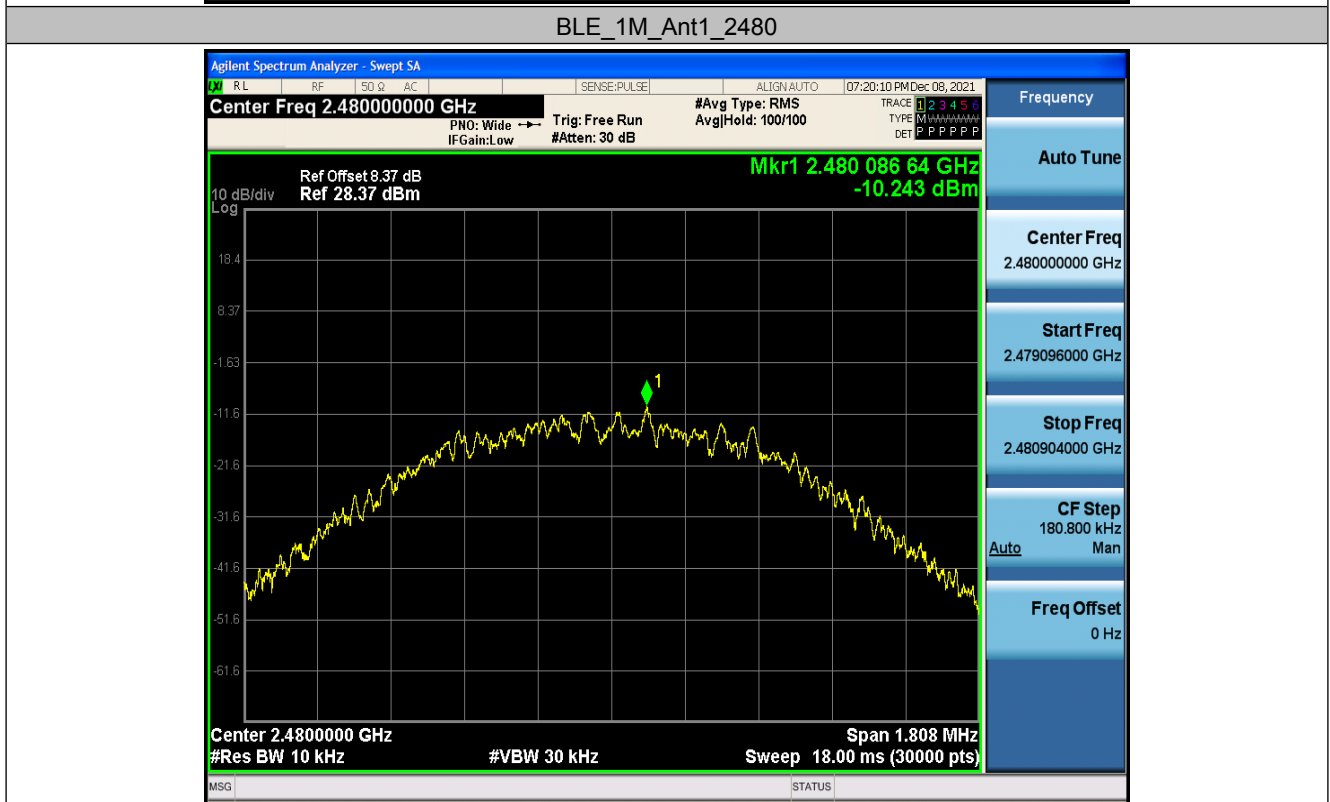 BLE_1M_Ant1_2480
Agilent Spectrum Analyzer - Swept SA
LXI RL RF 50 Ω AC SENSE:PULSE ALIGN AUTO 07:20:10 PM Dec 08, 2021
Center Freq 2.480000000 GHz
PNO: Wide
IFGain:Low
Trig: Free Run
#Atten: 30 dB
#Avg Type: RMS
Avg|Hold: 100/100
TRACE 1 2 3 4 5 6
TYPE M
DET P P P P P P
Mkr1 2.480 086 64 GHz
-10.243 dBm
Ref Offset 8.37 dB
10 dB/div Ref 28.37 dBm
Log
18.4
8.37
-1.63
1
-11.6
-21.6
-31.6
-41.6
-51.6
-61.6
Center 2.4800000 GHz Span 1.808 MHz
#Res BW 10 kHz #VBW 30 kHz Sweep 18.00 ms (30000 pts)
MSG STATUS
Frequency
Auto Tune
Center Freq
2.480000000 GHz
Start Freq
2.479096000 GHz
Stop Freq
2.480904000 GHz
CF Step
180.800 kHz
Auto Man
Freq Offset
0 Hz